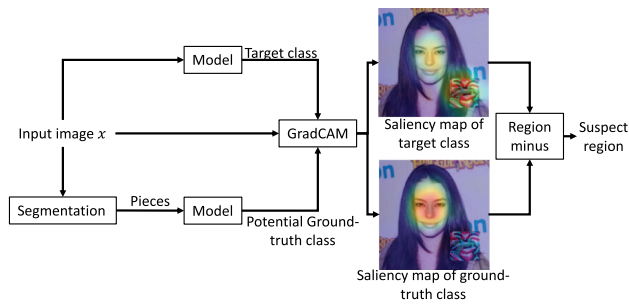 Model
Target class
Input image x
GradCAM
Segmentation
Pieces
Model
Potential Ground-
truth class
Saliency map of
target class
Saliency map of ground-
truth class
Region
minus
Suspect
region